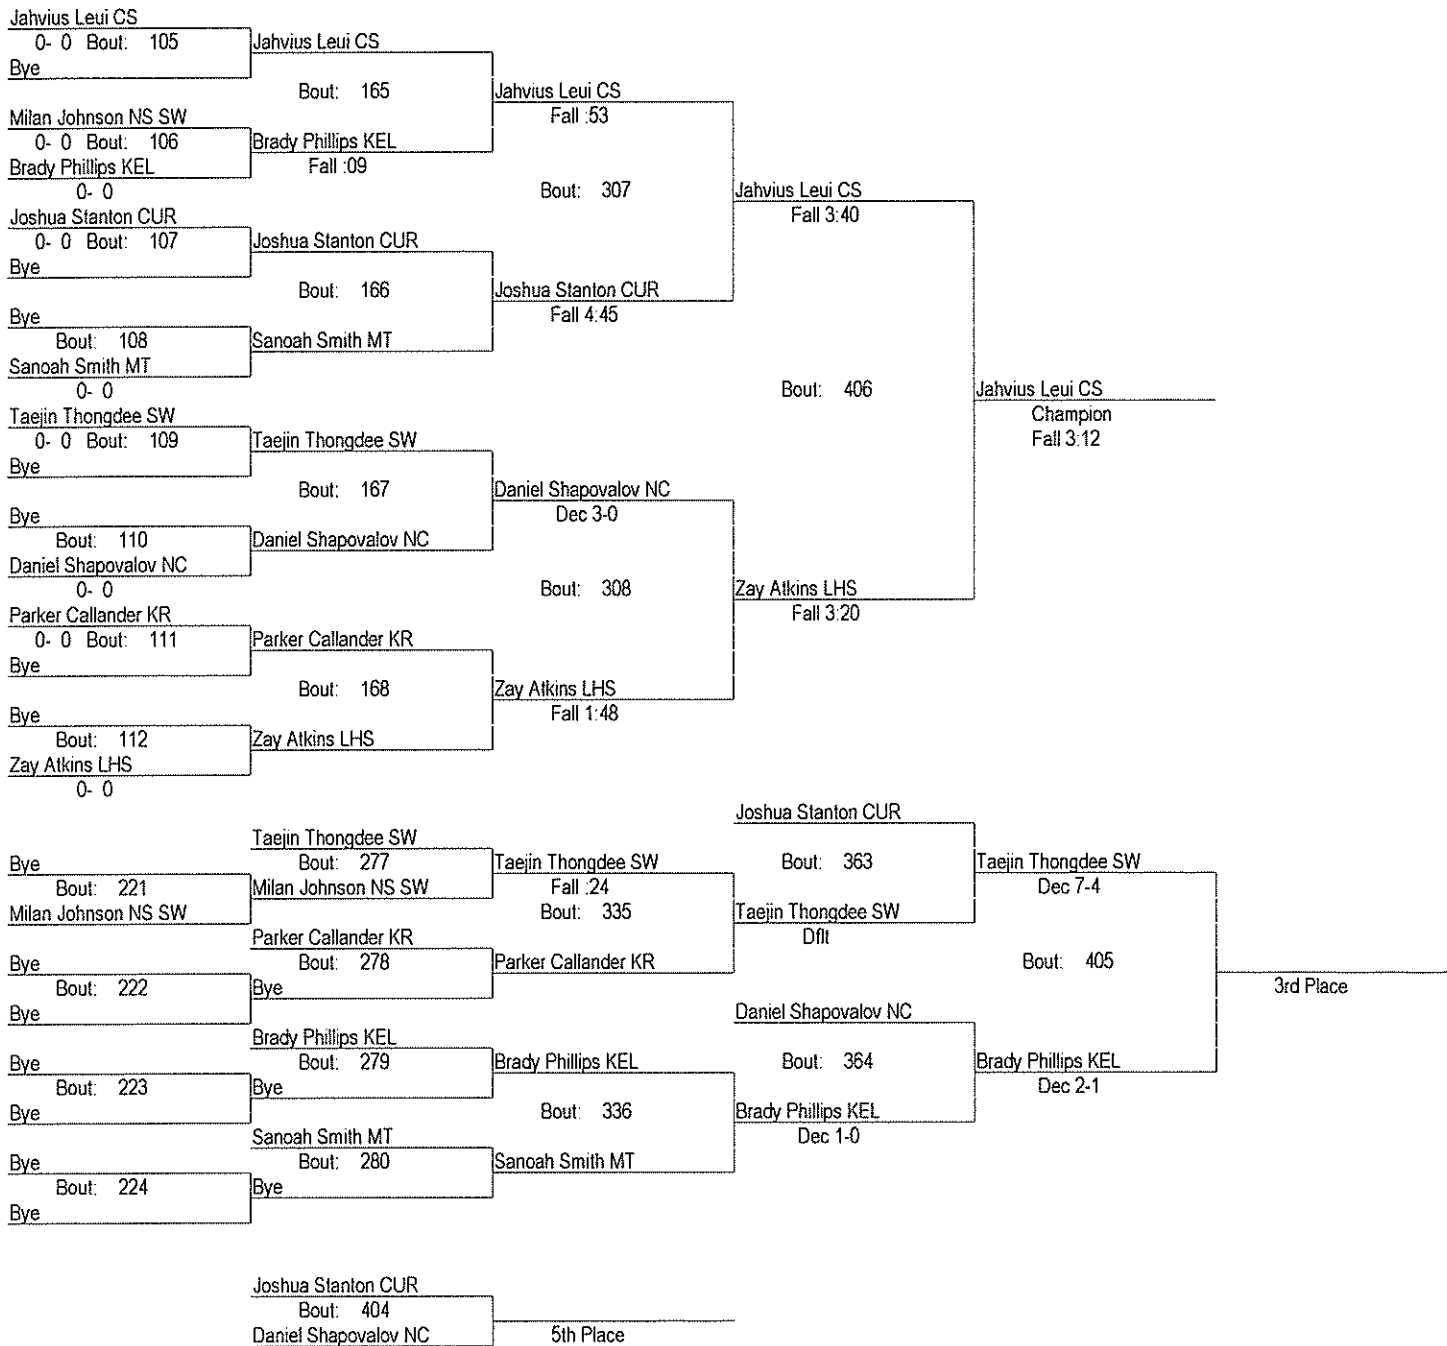 Jahvius Leui CS
0- 0 Bout: 105
Bye
Milan Johnson NS SW
0- 0 Bout: 106
Brady Phillips KEL
0- 0
Joshua Stanton CUR
0- 0 Bout: 107
Bye
Bye
Bout: 108
Sanoah Smith MT
0- 0
Taejin Thongdee SW
0- 0 Bout: 109
Bye
Bye
Bout: 110
Daniel Shapovalov NC
0- 0
Parker Callander KR
0- 0 Bout: 111
Bye
Bye
Bout: 112
Zay Atkins LHS
0- 0
Jahvius Leui CS
Bout: 165
Brady Phillips KEL
Fall :09
Joshua Stanton CUR
Bout: 166
Sanoah Smith MT
Taejin Thongdee SW
Bout: 167
Daniel Shapovalov NC
Parker Callander KR
Bout: 168
Zay Atkins LHS
Jahvius Leui CS
Fall :53
Bout: 307
Joshua Stanton CUR
Fall 4:45
Daniel Shapovalov NC
Dec 3-0
Bout: 308
Zay Atkins LHS
Fall 1:48
Jahvius Leui CS
Fall 3:40
Bout: 406
Zay Atkins LHS
Fall 3:20
Jahvius Leui CS
Champion
Fall 3:12
Bye
Bout: 221
Milan Johnson NS SW
Bye
Bout: 222
Bye
Bye
Bout: 223
Bye
Bye
Bout: 224
Bye
Taejin Thongdee SW
Bout: 277
Milan Johnson NS SW
Parker Callander KR
Bout: 278
Bye
Brady Phillips KEL
Bout: 279
Bye
Sanoah Smith MT
Bout: 280
Bye
Taejin Thongdee SW
Fall :24
Bout: 335
Parker Callander KR
Brady Phillips KEL
Bout: 336
Sanoah Smith MT
Joshua Stanton CUR
Bout: 363
Taejin Thongdee SW
Dflt
Daniel Shapovalov NC
Bout: 364
Brady Phillips KEL
Dec 1-0
Taejin Thongdee SW
Dec 7-4
Bout: 405
Brady Phillips KEL
Dec 2-1
3rd Place
Joshua Stanton CUR
Bout: 404
Daniel Shapovalov NC
5th Place